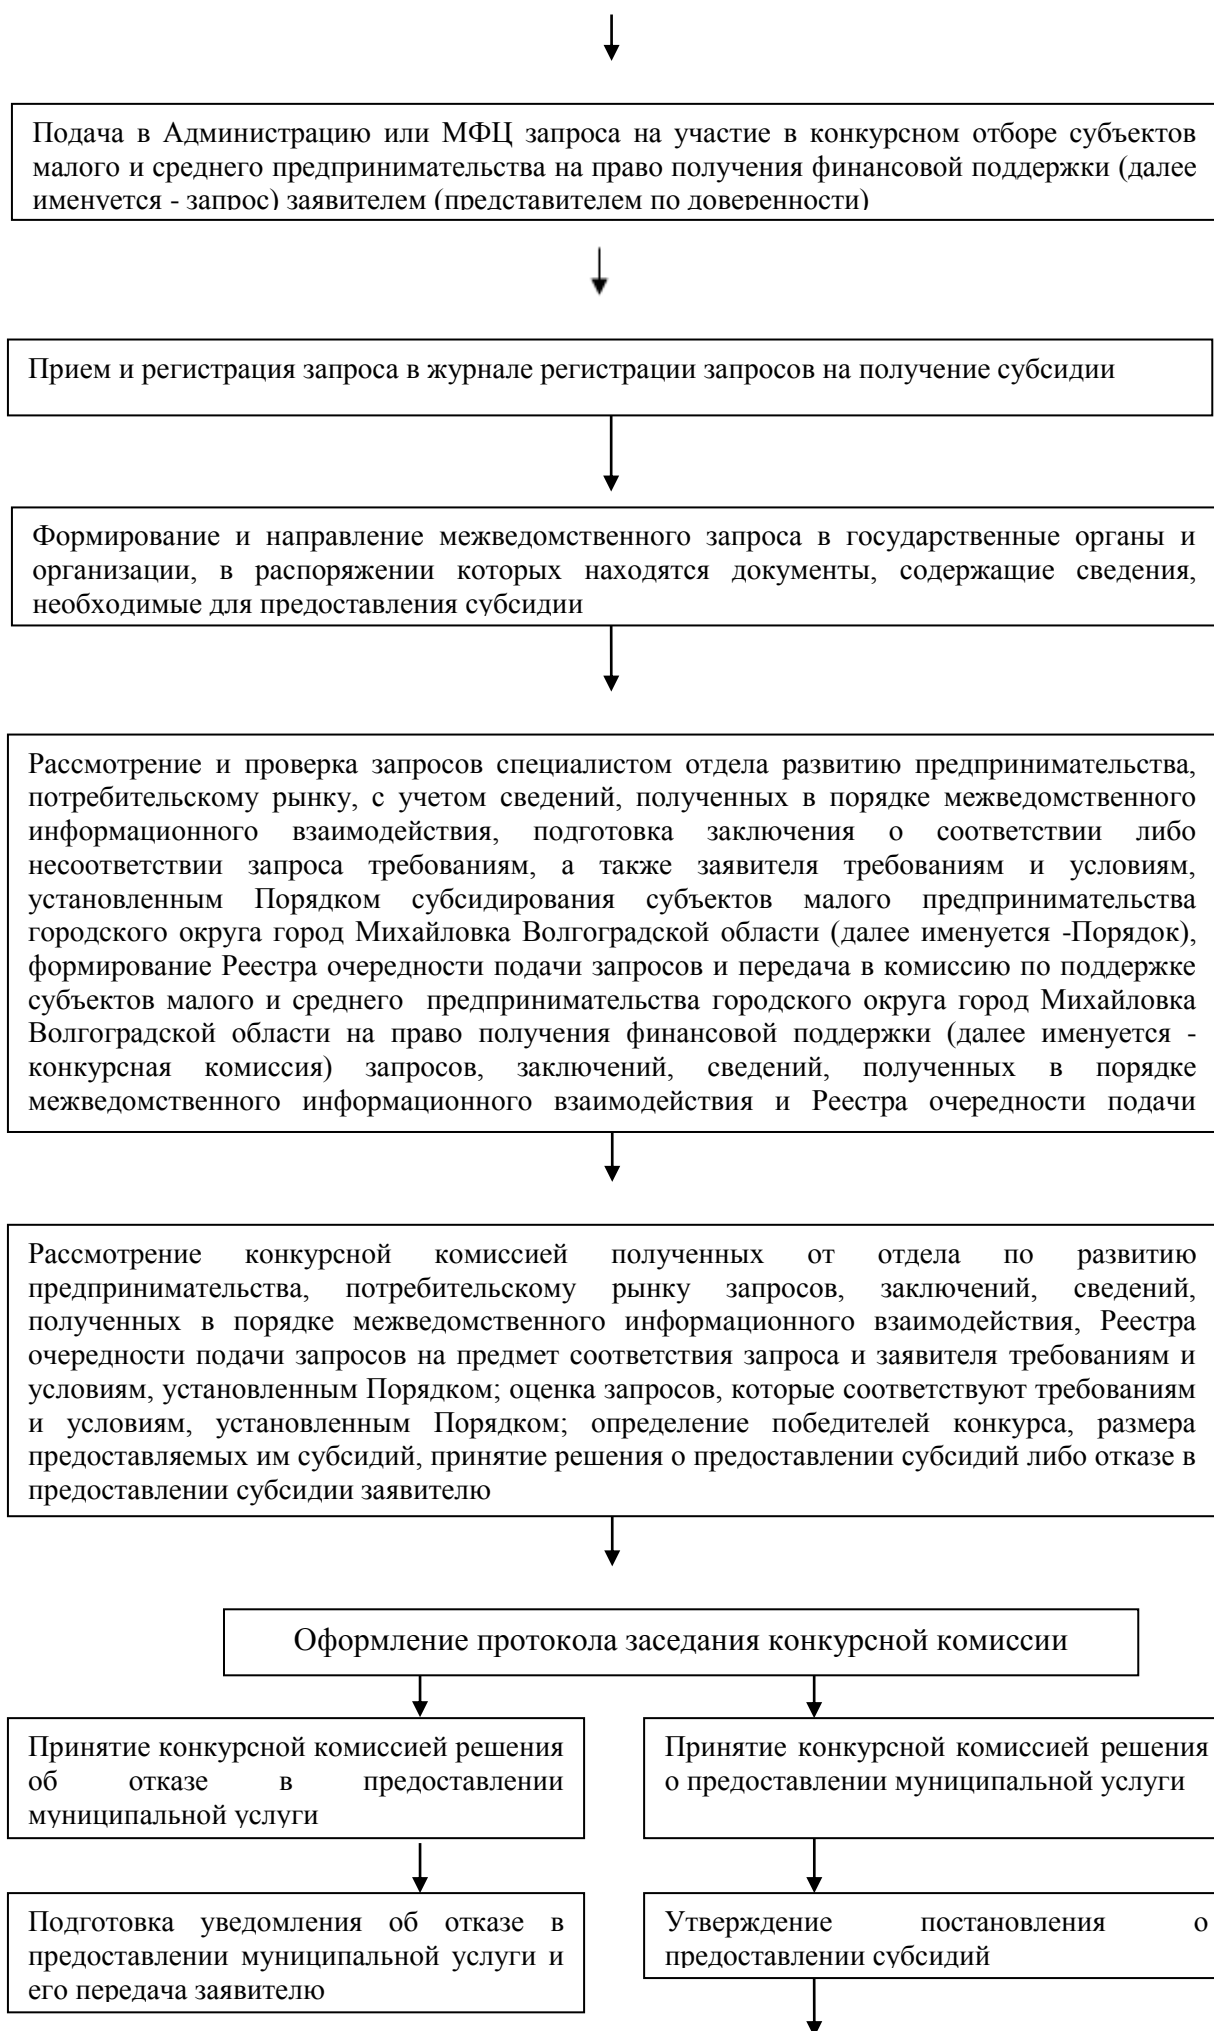 Подача в Администрацию или МФЦ запроса на участие в конкурсном отборе субъектов
малого и среднего предпринимательства на право получения финансовой поддержки (далее
именуется - запрос) заявителем (представителем по доверенности)
Прием и регистрация запроса в журнале регистрации запросов на получение субсидии
Формирование и направление межведомственного запроса в государственные органы и
организации, в распоряжении которых находятся документы, содержащие сведения,
необходимые для предоставления субсидии
Рассмотрение и проверка запросов специалистом отдела развитию предпринимательства,
потребительскому рынку, с учетом сведений, полученных в порядке межведомственного
информационного взаимодействия, подготовка заключения о соответствии либо
несоответствии запроса требованиям, а также заявителя требованиям и условиям,
установленным Порядком субсидирования субъектов малого предпринимательства
городского округа город Михайловка Волгоградской области (далее именуется -Порядок),
формирование Реестра очередности подачи запросов и передача в комиссию по поддержке
субъектов малого и среднего предпринимательства городского округа город Михайловка
Волгоградской области на право получения финансовой поддержки (далее именуется -
конкурсная комиссия) запросов, заключений, сведений, полученных в порядке
межведомственного информационного взаимодействия и Реестра очередности подачи
Рассмотрение конкурсной комиссией полученных от отдела по развитию
предпринимательства, потребительскому рынку запросов, заключений, сведений,
полученных в порядке межведомственного информационного взаимодействия, Реестра
очередности подачи запросов на предмет соответствия запроса и заявителя требованиям и
условиям, установленным Порядком; оценка запросов, которые соответствуют требованиям
и условиям, установленным Порядком; определение победителей конкурса, размера
предоставляемых им субсидий, принятие решения о предоставлении субсидий либо отказе в
предоставлении субсидии заявителю
Оформление протокола заседания конкурсной комиссии
Принятие конкурсной комиссией решения
об отказе в предоставлении
муниципальной услуги
Принятие конкурсной комиссией решения
о предоставлении муниципальной услуги
Подготовка уведомления об отказе в
предоставлении муниципальной услуги и
его передача заявителю
Утверждение постановления о
предоставлении субсидий